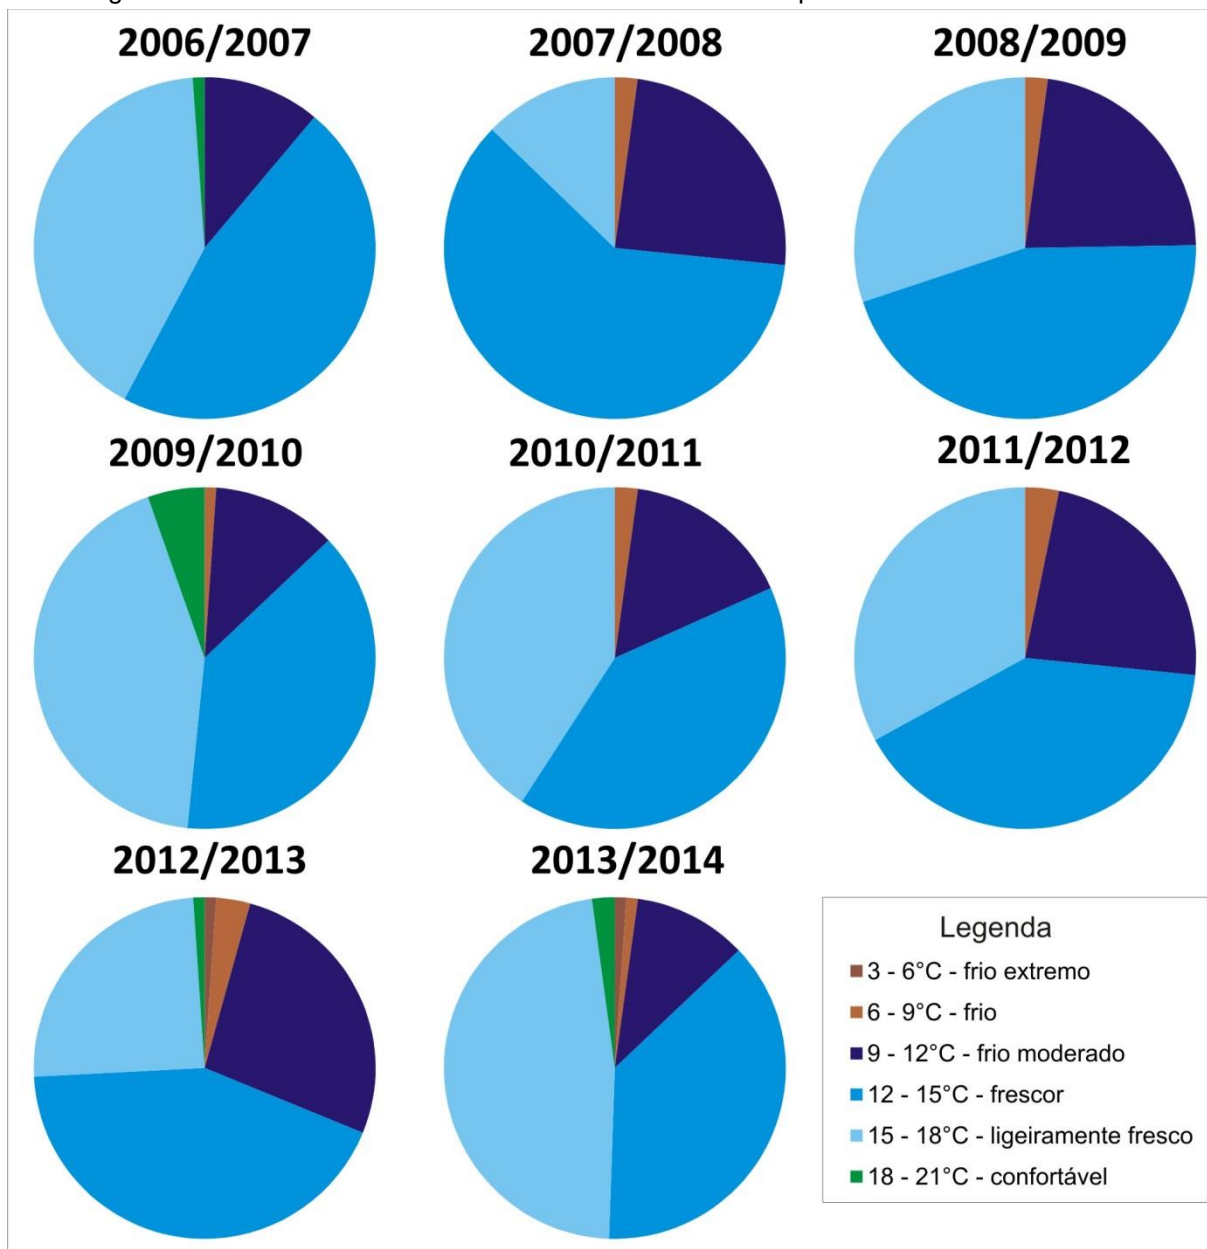 2006/2007
2007/2008
2008/2009
2009/2010
2010/2011
2011/2012
2012/2013
2013/2014
Legenda
3 - 6°C - frio extremo
6 - 9°C - frio
9 - 12°C - frio moderado
12 - 15°C - frescor
15 - 18°C - ligeiramente fresco
18 - 21°C - confortável